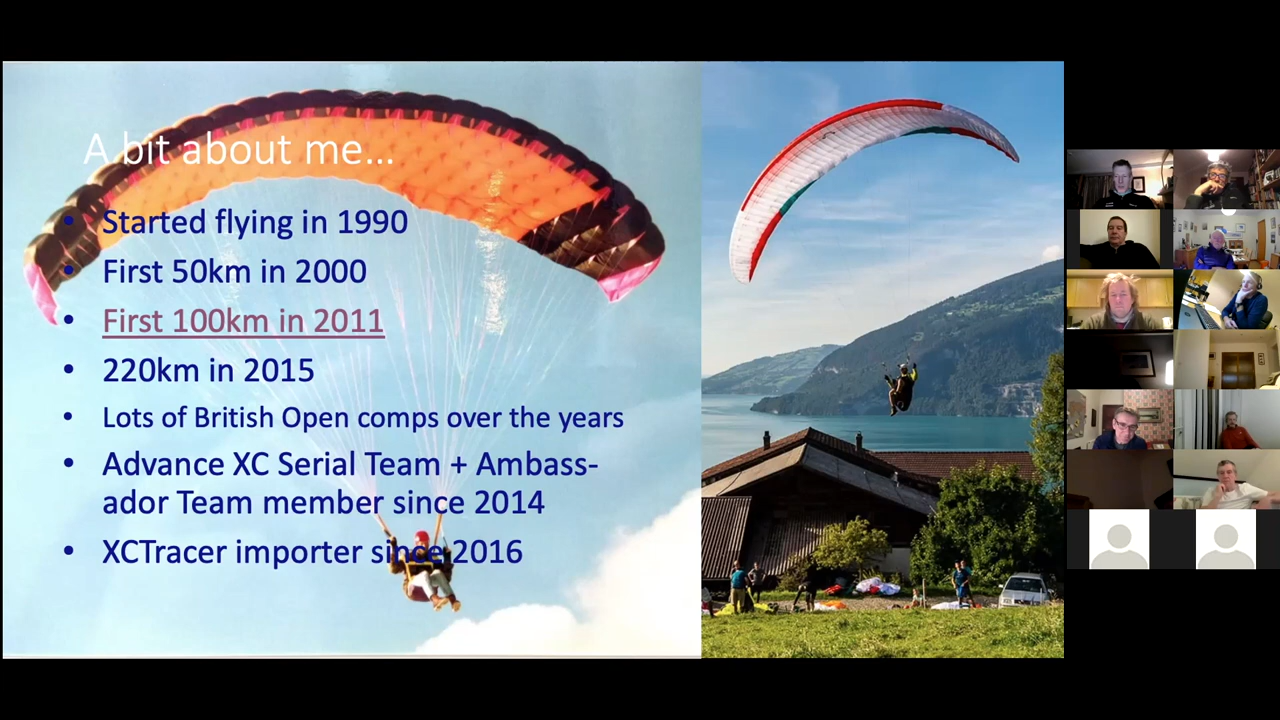 A bit about me…
• Started flying in 1990
• First 50km in 2000
• First 100km in 2011
• 220km in 2015
• Lots of British Open comps over the years
• Advance XC Serial Team + Ambass-
ador Team member since 2014
• XCTracer importer since 2016